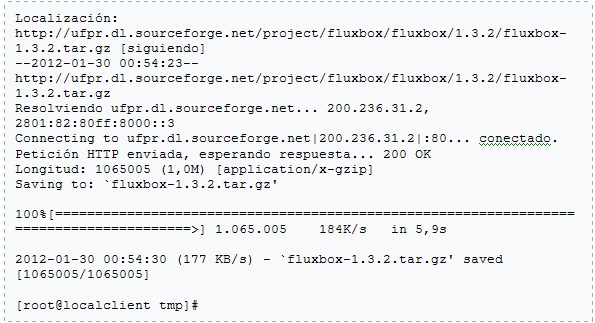 Localización:
http://ufpr.dl.sourceforge.net/project/fluxbox/fluxbox/1.3.2/fluxbox-
1.3.2.tar.gz [siguiendo]
--2012-01-30 00:54:23--
http://ufpr.dl.sourceforge.net/project/fluxbox/fluxbox/1.3.2/fluxbox-
1.3.2.tar.gz
Resolviendo ufpr.dl.sourceforge.net... 200.236.31.2,
2801:82:80ff:8000::3
Connecting to ufpr.dl.sourceforge.net|200.236.31.2|:80... conectado.
Petición HTTP enviada, esperando respuesta... 200 OK
Longitud: 1065005 (1,0M) [application/x-gzip]
Saving to: `fluxbox-1.3.2.tar.gz'
100%[==================================================================
======================>] 1.065.005    184K/s   in 5,9s
2012-01-30 00:54:30 (177 KB/s) - `fluxbox-1.3.2.tar.gz' saved
[1065005/1065005]
[root@localclient tmp]#